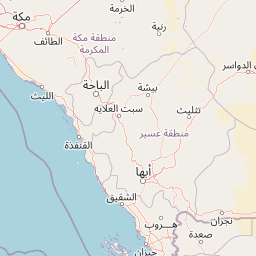 الخرمة
مكة
رنية
الطائف
منطقة مكة
المكرمة
الدواسر
الليث
الباحة
بيشة
سبت العلاية
تثليث
منطقة عسير
القنفذة
أبها
الشقيق
هــروب
نجران
صعدة
جيزان